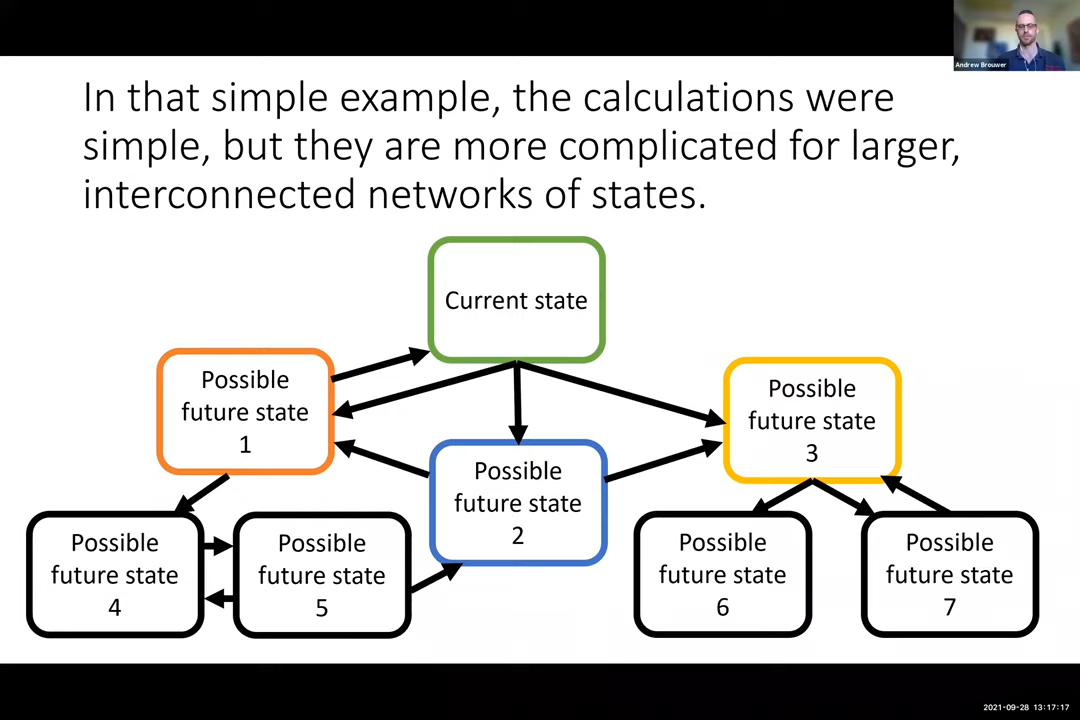 Andrew Brouwer
In that simple example, the calculations were
simple, but they are more complicated for larger,
interconnected networks of states.
Current state
Possible
future state
1
Possible
future state
2
Possible
future state
3
Possible
future state
4
Possible
future state
5
Possible
future state
6
Possible
future state
7
2021-09-28 13:17:17